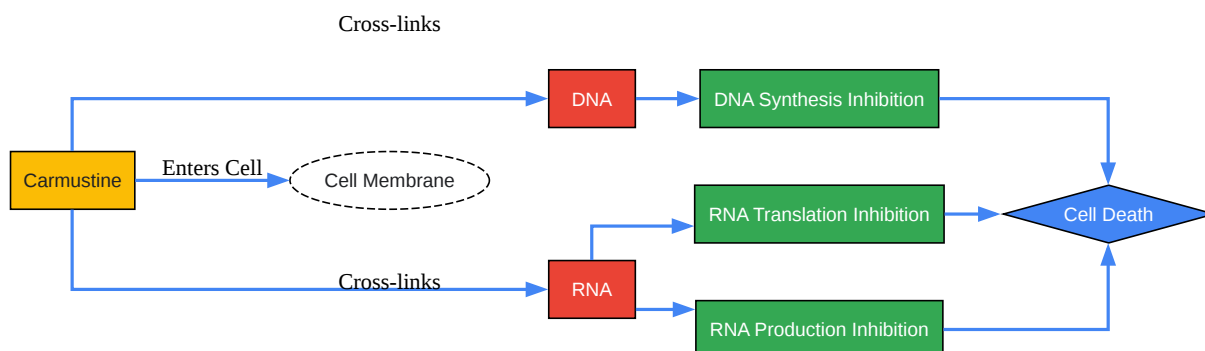 Cross-links
DNA
DNA Synthesis Inhibition
Carmustine
Enters Cell
Cell Membrane
RNA Translation Inhibition
Cell Death
Cross-links
RNA
RNA Production Inhibition